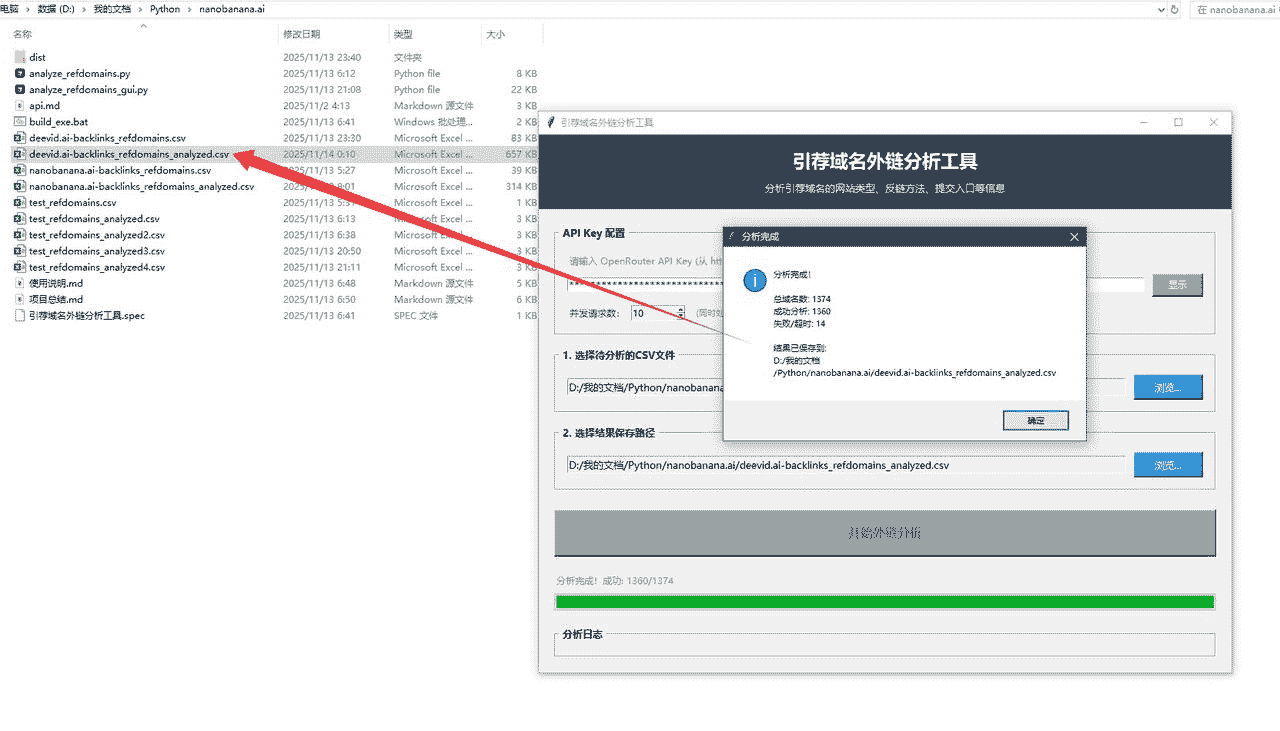 电脑 › 数据 (D:) › 我的文档 › Python › nanobanana.ai
在 nanobanana.ai
名称 修改日期 类型 大小
dist 2025/11/13 23:40 文件夹
analyze_refdomains.py 2025/11/13 6:12 Python file 8 KB
analyze_refdomains_gui.py 2025/11/13 21:08 Python file 22 KB
api.md 2025/11/2 4:13 Markdown 源文件 3 KB
build_exe.bat 2025/11/13 6:41 Windows 批处理... 2 KB
deevid.ai-backlinks_refdomains.csv 2025/11/13 23:30 Microsoft Excel ... 83 KB
deevid.ai-backlinks_refdomains_analyzed.csv 2025/11/14 0:10 Microsoft Excel ... 657 KB
nanobanana.ai-backlinks_refdomains.csv 2025/11/13 5:27 Microsoft Excel ... 39 KB
nanobanana.ai-backlinks_refdomains_analyzed.csv 8:01 Microsoft Excel ... 314 KB
test_refdomains.csv 2025/11/13 Microsoft Excel ... 1 KB
test_refdomains_analyzed.csv 2025/11/13 6:13 Microsoft Excel ... 3 KB
test_refdomains_analyzed2.csv 2025/11/13 6:38 Microsoft Excel ... 3 KB
test_refdomains_analyzed3.csv 2025/11/13 20:50 Microsoft Excel ... 3 KB
test_refdomains_analyzed4.csv 2025/11/13 21:11 Microsoft Excel ... 3 KB
使用说明.md 2025/11/13 6:48 Markdown 源文件 5 KB
项目总结.md 2025/11/13 6:50 Markdown 源文件 6 KB
引荐域名外链分析工具.spec 2025/11/13 6:41 SPEC 文件 1 KB
引荐域名外链分析工具
引荐域名外链分析工具
分析引荐域名的网站类型、反链方法、提交入口等信息
API Key 配置
请输入 OpenRouter API Key (从 htt
显示
并发请求数: 10 (同时处
1. 选择待分析的CSV文件
D:/我的文档/Python/nanobanana
浏览...
2. 选择结果保存路径
D:/我的文档/Python/nanobanana.ai/deevid.ai-backlinks_refdomains_analyzed.csv
浏览...
开始外链分析
分析完成！成功: 1360/1374
分析日志
分析完成
分析完成!
总域名数: 1374
成功分析: 1360
失败/超时: 14
结果已保存到:
D:/我的文档
/Python/nanobanana.ai/deevid.ai-backlinks_refdomains_analyzed.csv
确定